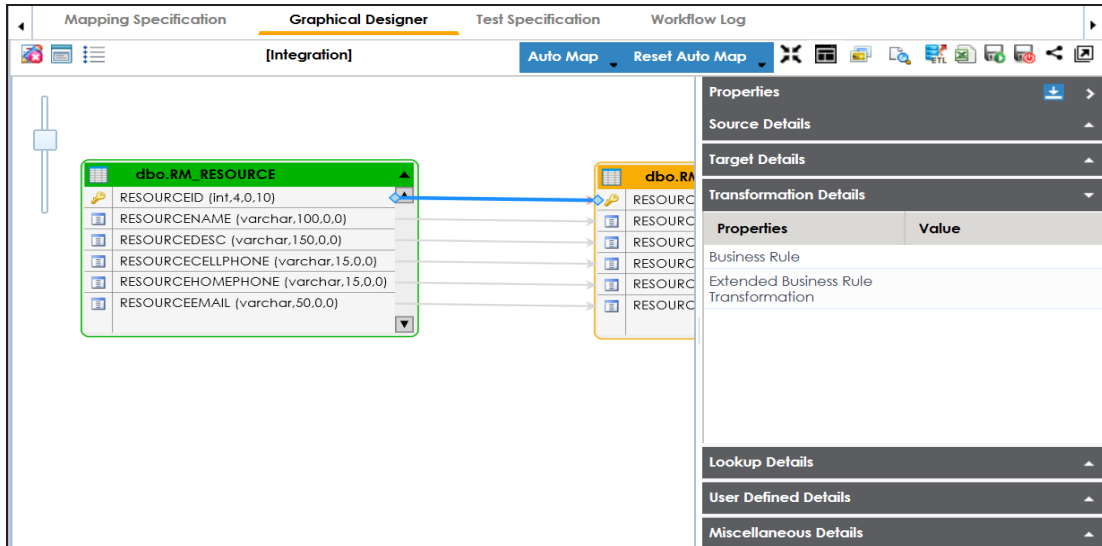 Mapping Specification Graphical Designer Test Specification Workflow Log
[Integration] Auto Map Reset Auto Map ETL
Properties
Source Details
Target Details
Transformation Details
Properties Value
Business Rule
Extended Business Rule
Transformation
Lookup Details
User Defined Details
Miscellaneous Details
dbo.RM_RESOURCE
RESOURCEID (int,4,0,10)
RESOURCENAME (varchar,100,0,0)
RESOURCEDESC (varchar,150,0,0)
RESOURCECELLPHONE (varchar,15,0,0)
RESOURCEHOMEPHONE (varchar,15,0,0)
RESOURCEEMAIL (varchar,50,0,0)
dbo.RM
RESOURC
RESOURC
RESOURC
RESOURC
RESOURC
RESOURC